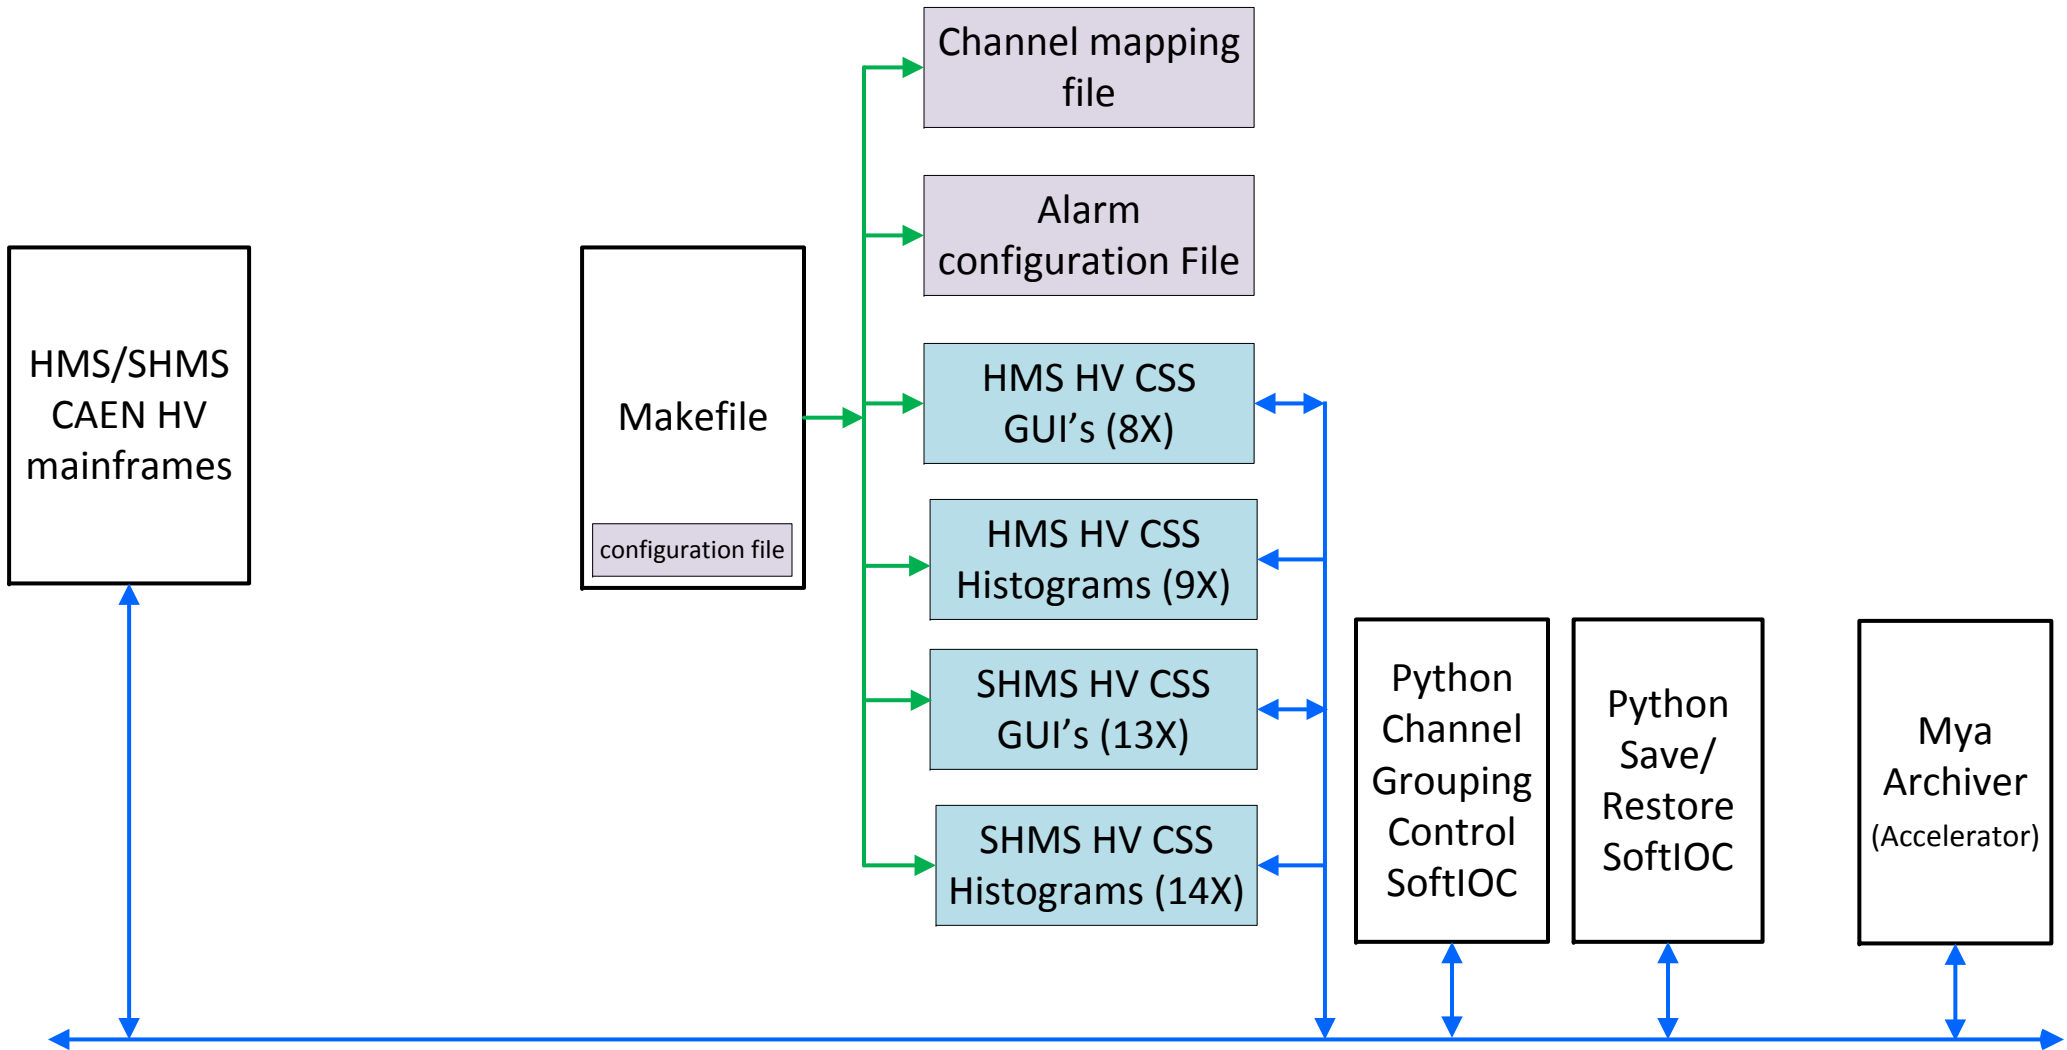 Channel mapping
file
Alarm
configuration File
HMS/SHMS
CAEN HV
mainframes
Makefile
configuration file
HMS HV CSS
GUI’s (8X)
HMS HV CSS
Histograms (9X)
SHMS HV CSS
GUI’s (13X)
SHMS HV CSS
Histograms (14X)
Python
Channel
Grouping
Control
SoftIOC
Python
Save/
Restore
SoftIOC
Mya
Archiver
(Accelerator)